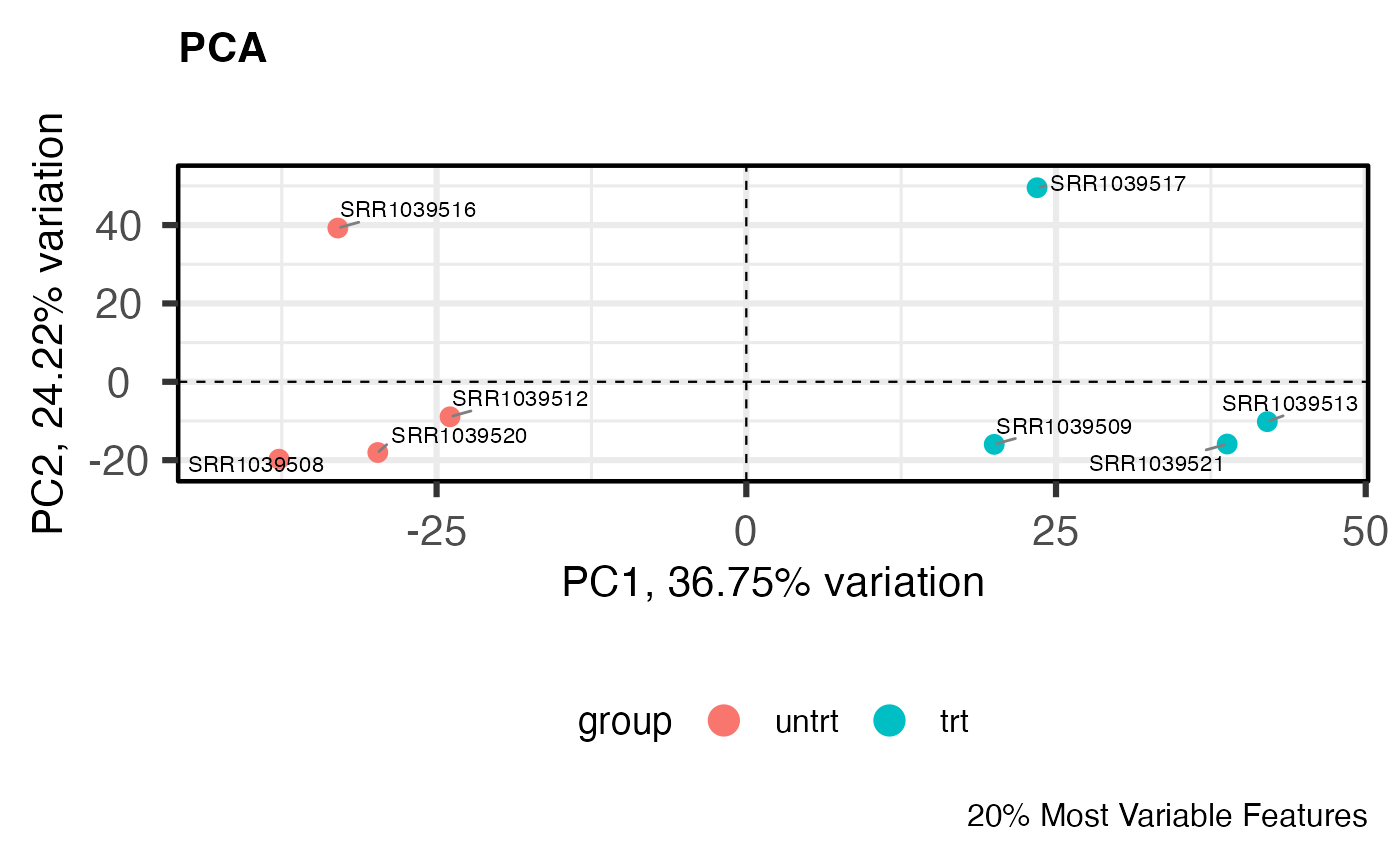 PCA
PC2, 24.22% variation
40
20
0
-20
SRR1039516
SRR1039517
SRR1039512
SRR1039520
SRR1039508
SRR1039509
SRR1039513
SRR1039521
-25
0
25
50
PC1, 36.75% variation
group untrt trt
20% Most Variable Features